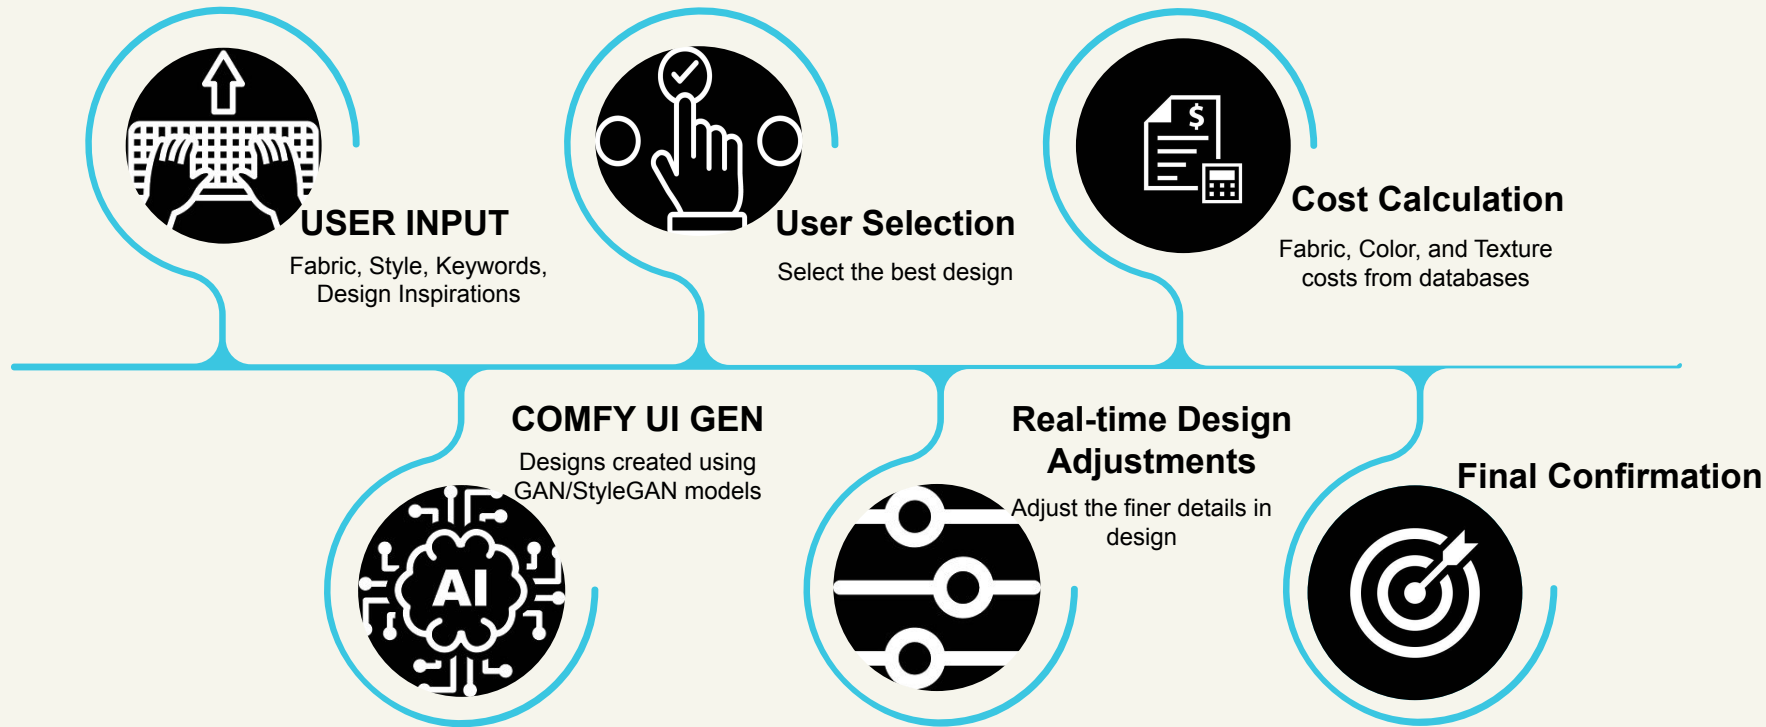 USER INPUT
Fabric, Style, Keywords,
Design Inspirations
COMFY UI GEN
Designs created using
GAN/StyleGAN models
AI
User Selection
Select the best design
Real-time Design
Adjustments
Adjust the finer details in
design
$
Cost Calculation
Fabric, Color, and Texture
costs from databases
Final Confirmation